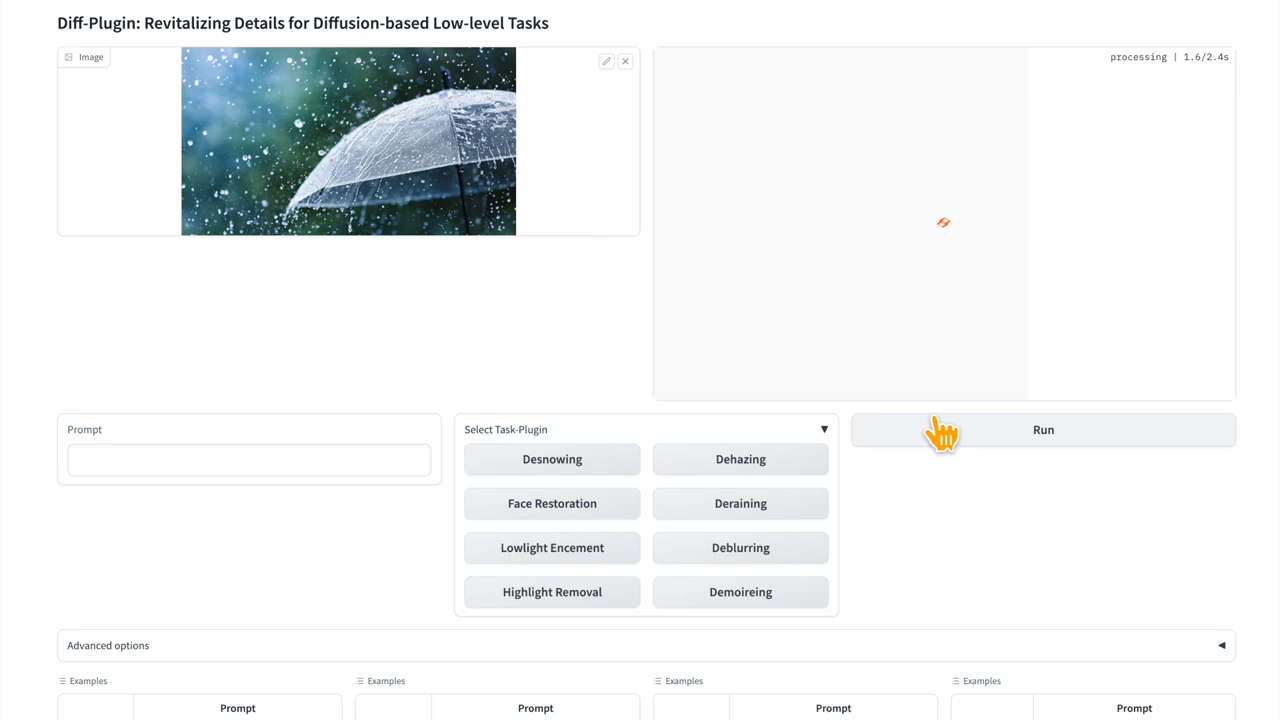 Diff-Plugin: Revitalizing Details for Diffusion-based Low-level Tasks
Image
processing | 1.6/2.4s
Prompt
Select Task-Plugin
Run
Desnowing
Dehazing
Face Restoration
Deraining
Lowlight Encement
Deblurring
Highlight Removal
Demoireing
Advanced options
Examples
Examples
Examples
Examples
Prompt
Prompt
Prompt
Prompt